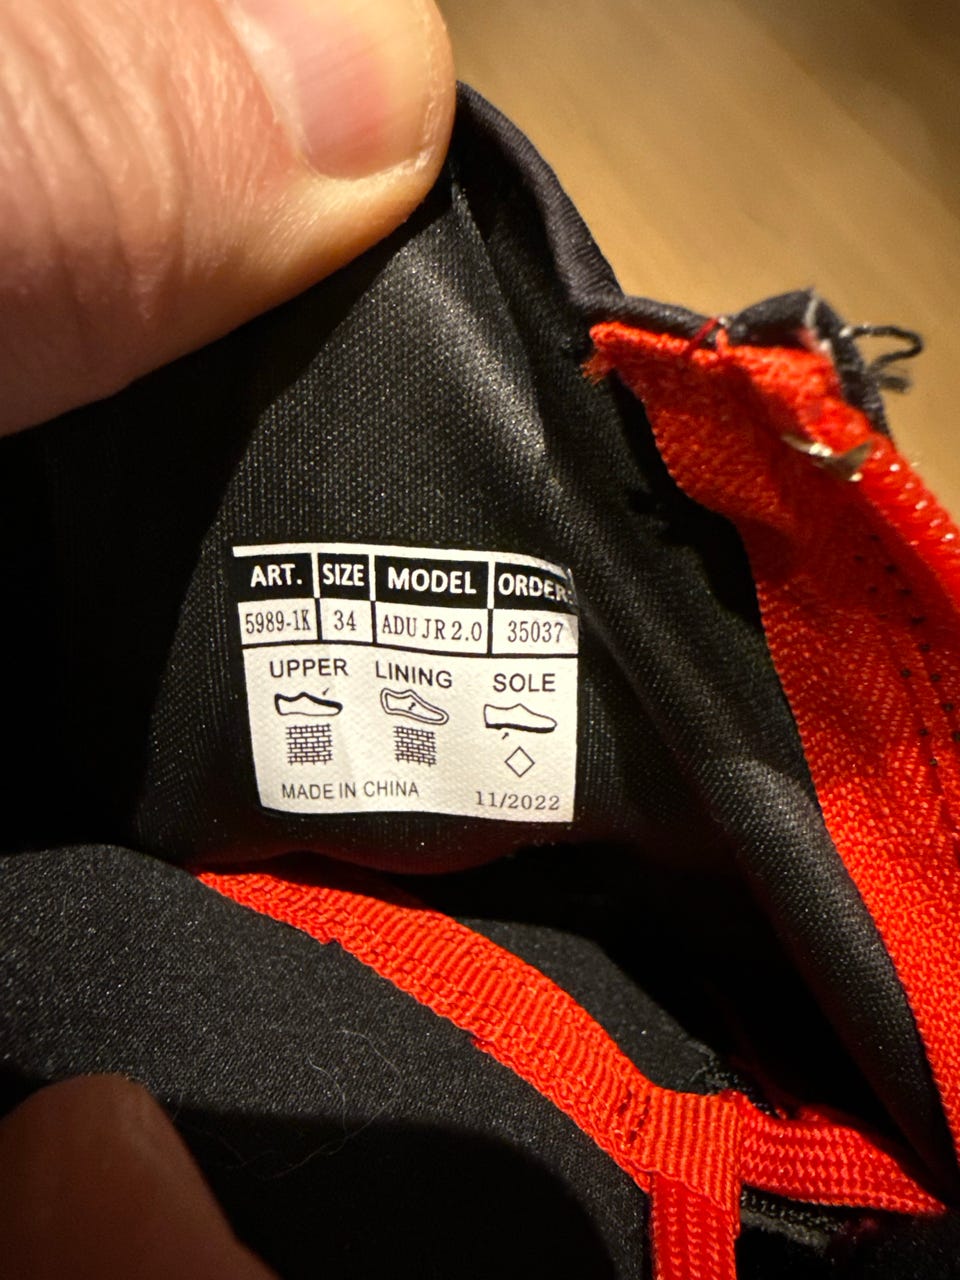 ART. SIZE MODEL ORDER:
5989-1K 34 ADU JR 2.0 35037
UPPER LINING SOLE
MADE IN CHINA 11/2022